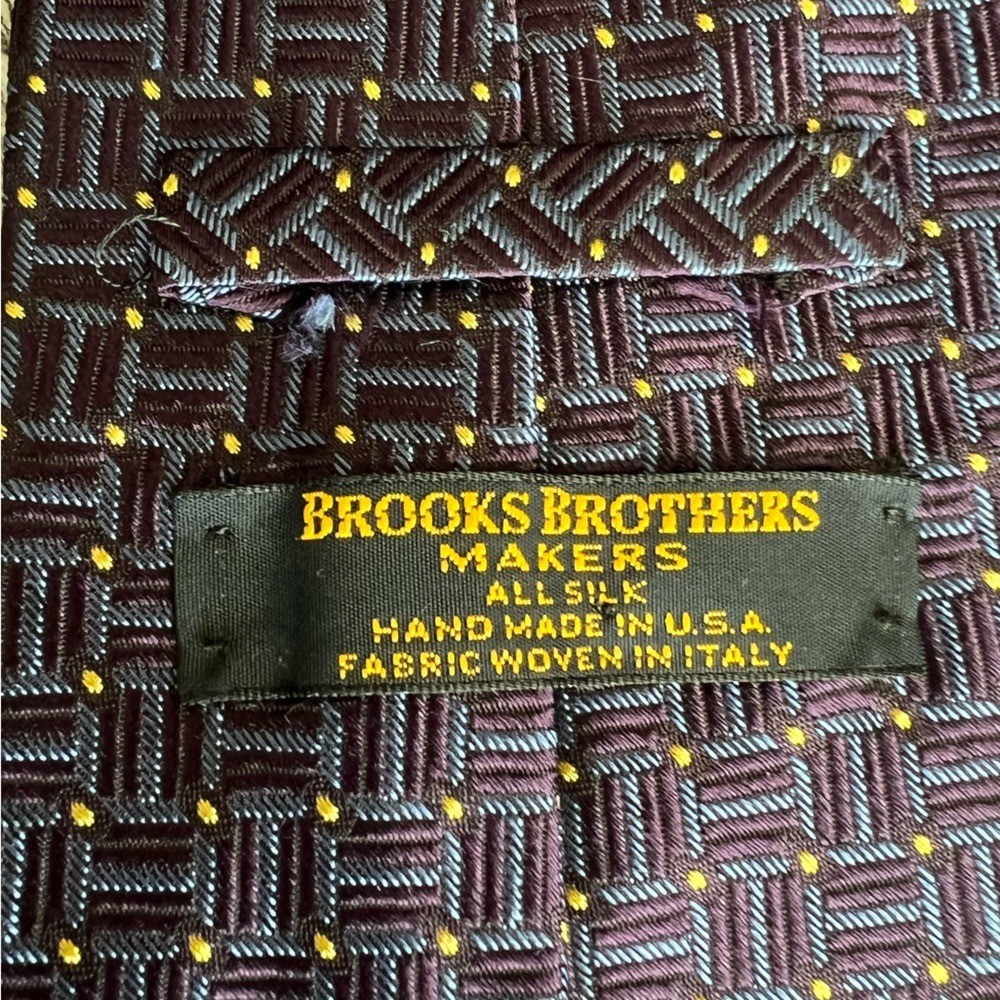 BROOKS BROTHERS
MAKERS
ALL SILK
HAND MADE IN U.S.A.
FABRIC WOVEN IN ITALY